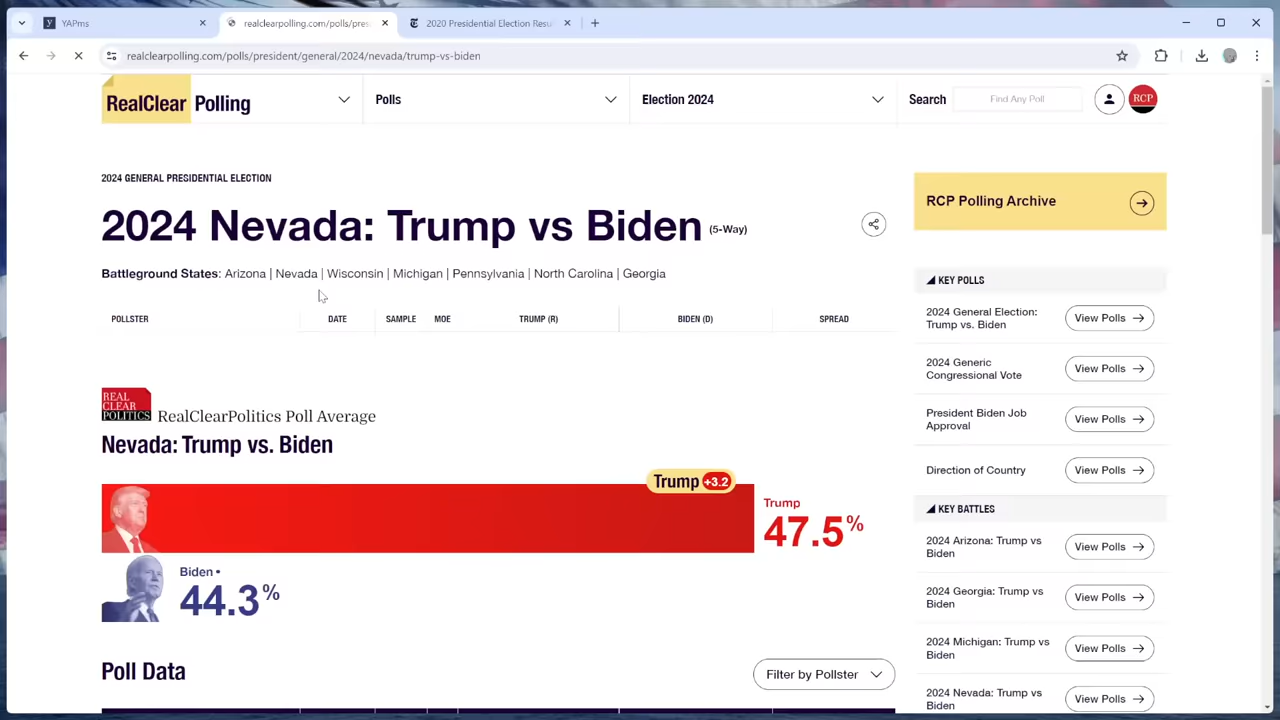 YAPms
realclearpolling.com/polls/pres
2020 Presidential Election Resu
realclearpolling.com/polls/president/general/2024/nevada/trump-vs-biden
RealClear Polling
Polls
Election 2024
Search
Find Any Poll
RCP
2024 GENERAL PRESIDENTIAL ELECTION
2024 Nevada: Trump vs Biden (5-Way)
Battleground States: Arizona | Nevada | Wisconsin | Michigan | Pennsylvania | North Carolina | Georgia
POLLSTER DATE SAMPLE MOE TRUMP (R) BIDEN (D) SPREAD
REAL
CLEAR
POLITICS
RealClearPolitics Poll Average
Nevada: Trump vs. Biden
Trump +3.2
Trump
47.5%
Biden •
44.3%
Poll Data
Filter by Pollster
RCP Polling Archive
KEY POLLS
2024 General Election:
Trump vs. Biden
View Polls
2024 Generic
Congressional Vote
View Polls
President Biden Job
Approval
View Polls
Direction of Country
View Polls
KEY BATTLES
2024 Arizona: Trump vs
Biden
View Polls
2024 Georgia: Trump vs
Biden
View Polls
2024 Michigan: Trump vs
Biden
View Polls
2024 Nevada: Trump vs
Biden
View Polls